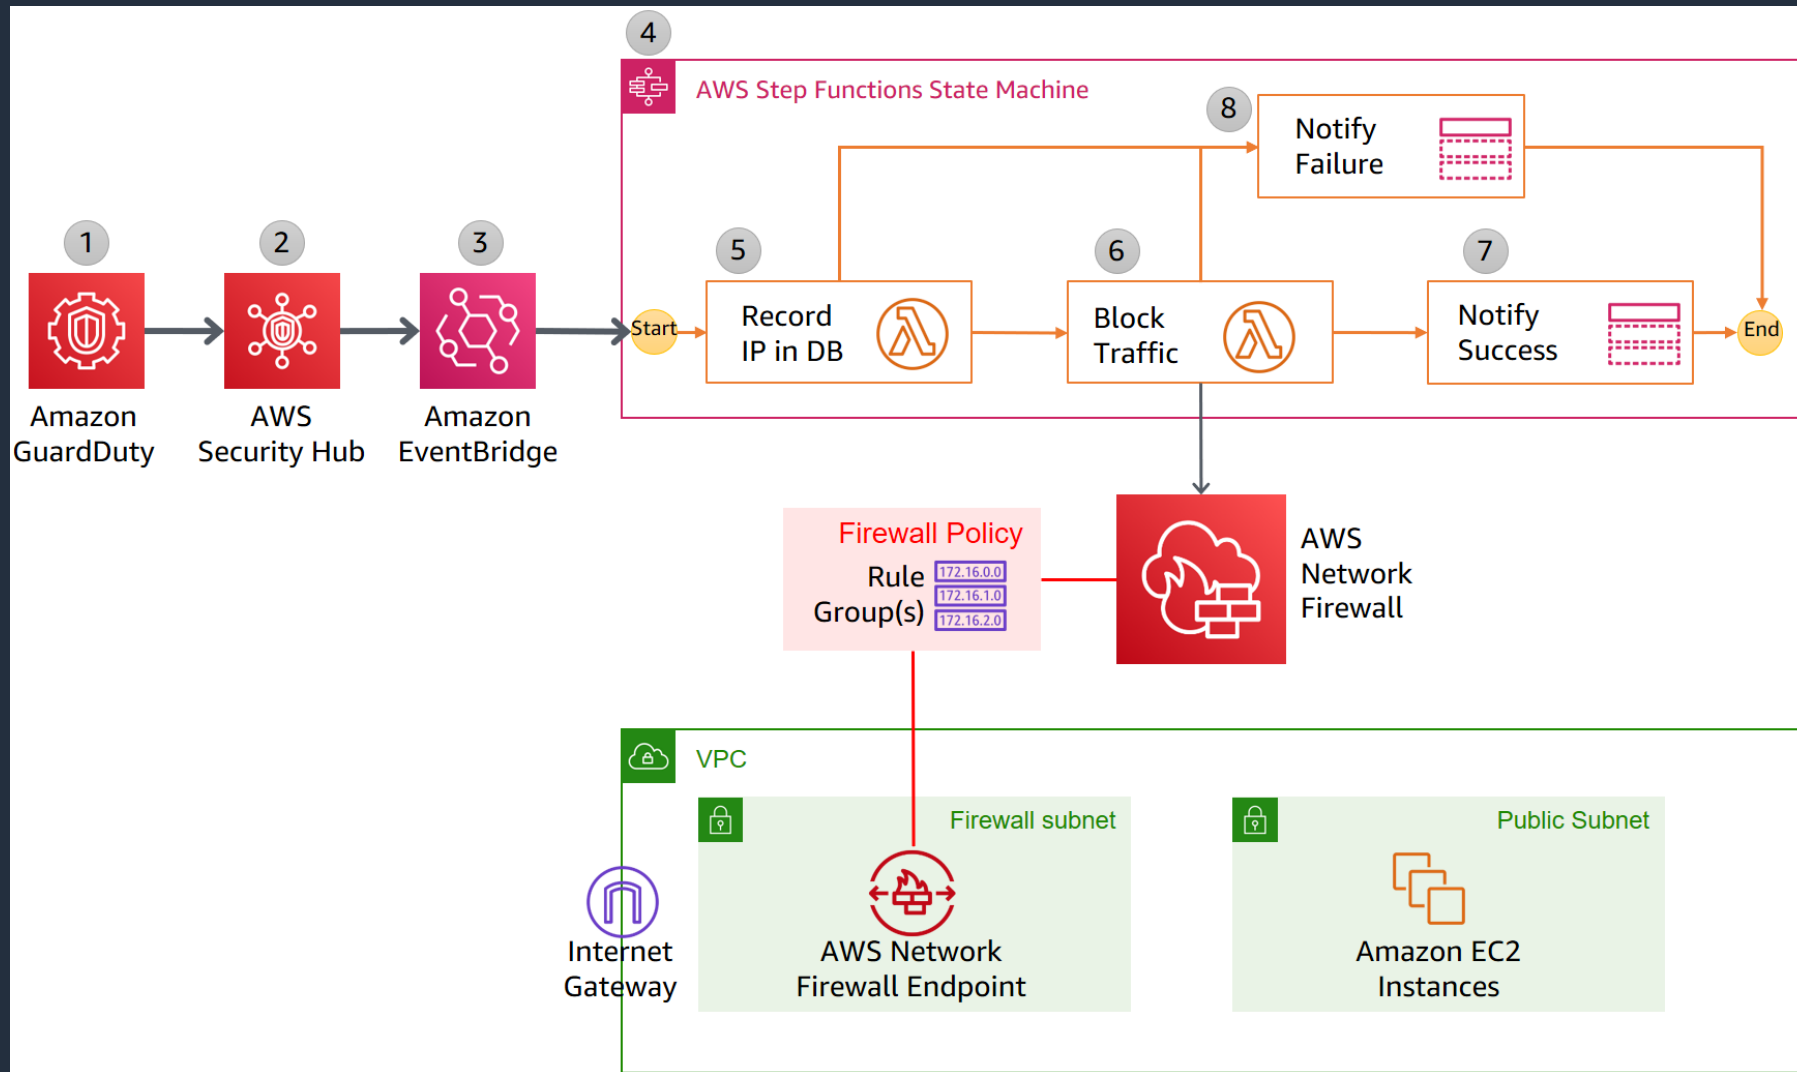 4
AWS Step Functions State Machine
8
Notify
Failure
1
2
3
5
6
7
Start
Record
IP in DB
Block
Traffic
Notify
Success
End
Amazon
GuardDuty
AWS
Security Hub
Amazon
EventBridge
Firewall Policy
Rule
Group(s)
172.16.0.0
172.16.1.0
172.16.2.0
AWS
Network
Firewall
VPC
Firewall subnet
Public Subnet
Internet
Gateway
AWS Network
Firewall Endpoint
Amazon EC2
Instances